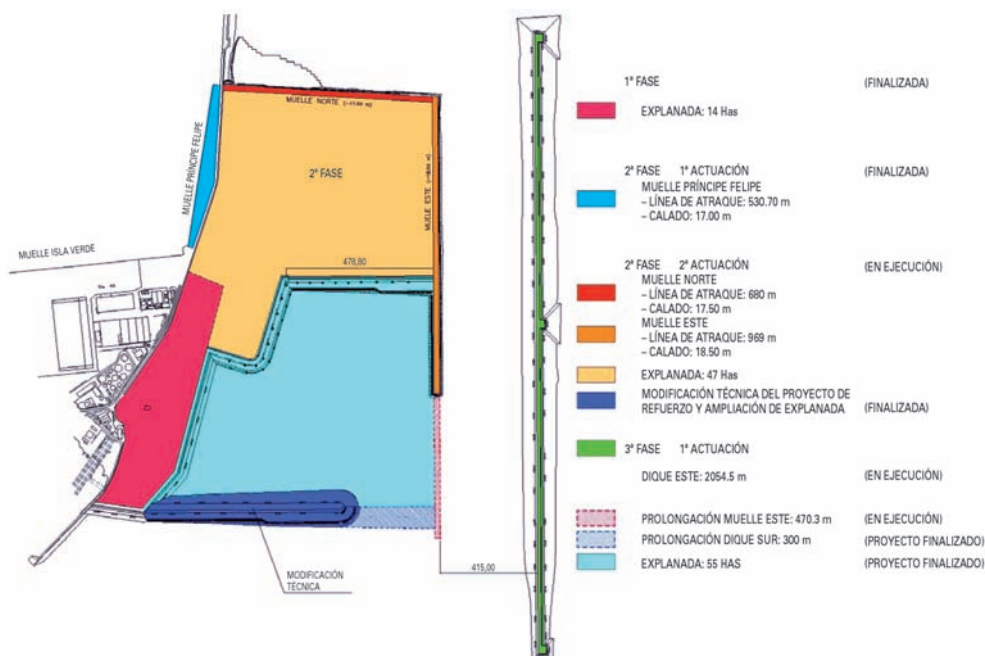 MUELLE NORTE
MUELLE PRÍNCIPE FELIPE
2ª FASE
MUELLE ESTE
MUELLE ISLA VERDE
478,80
415,00
MODIFICACIÓN
TÉCNICA
1ª FASE (FINALIZADA)
EXPLANADA: 14 Has
2ª FASE 1ª ACTUACIÓN (FINALIZADA)
MUELLE PRÍNCIPE FELIPE
– LÍNEA DE ATRAQUE: 530.70 m
– CALADO: 17.00 m
2ª FASE 2ª ACTUACIÓN (EN EJECUCIÓN)
MUELLE NORTE
– LÍNEA DE ATRAQUE: 680 m
– CALADO: 17.50 m
MUELLE ESTE
– LÍNEA DE ATRAQUE: 969 m
– CALADO: 18.50 m
EXPLANADA: 47 Has
MODIFICACIÓN TÉCNICA DEL PROYECTO DE
REFUERZO Y AMPLIACIÓN DE EXPLANADA (FINALIZADA)
3ª FASE 1ª ACTUACIÓN
DIQUE ESTE: 2054.5 m (EN EJECUCIÓN)
PROLONGACIÓN MUELLE ESTE: 470.3 m (EN EJECUCIÓN)
PROLONGACIÓN DIQUE SUR: 300 m (PROYECTO FINALIZADO)
EXPLANADA: 55 HAS (PROYECTO FINALIZADO)